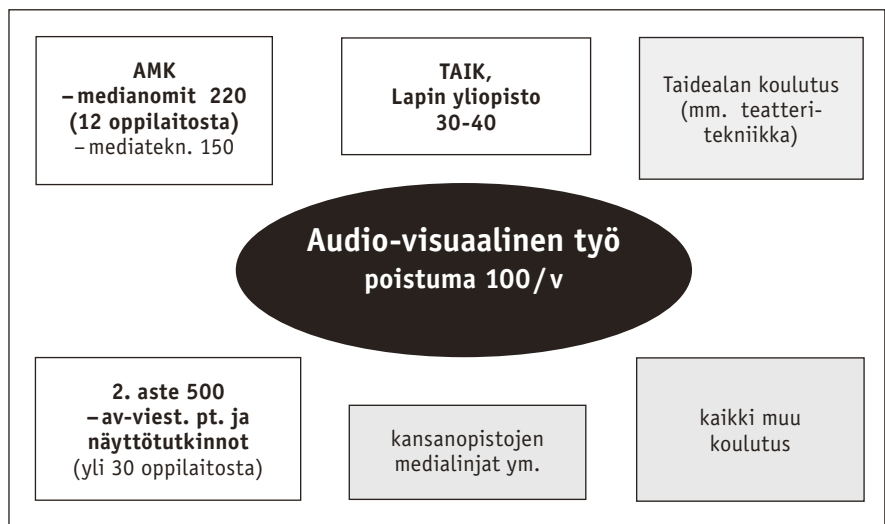 AMK
– medianomit 220
(12 oppilaitosta)
– mediatekn. 150
TAIK,
Lapin yliopisto
30-40
Taidealan koulutus
(mm. teatteri-
tekniikka)
Audio-visuaalinen työ
poistuma 100/v
2. aste 500
– av-viest. pt. ja
näyttötutkinnot
(yli 30 oppilaitosta)
kansanopistojen
medialinjat ym.
kaikki muu
koulutus